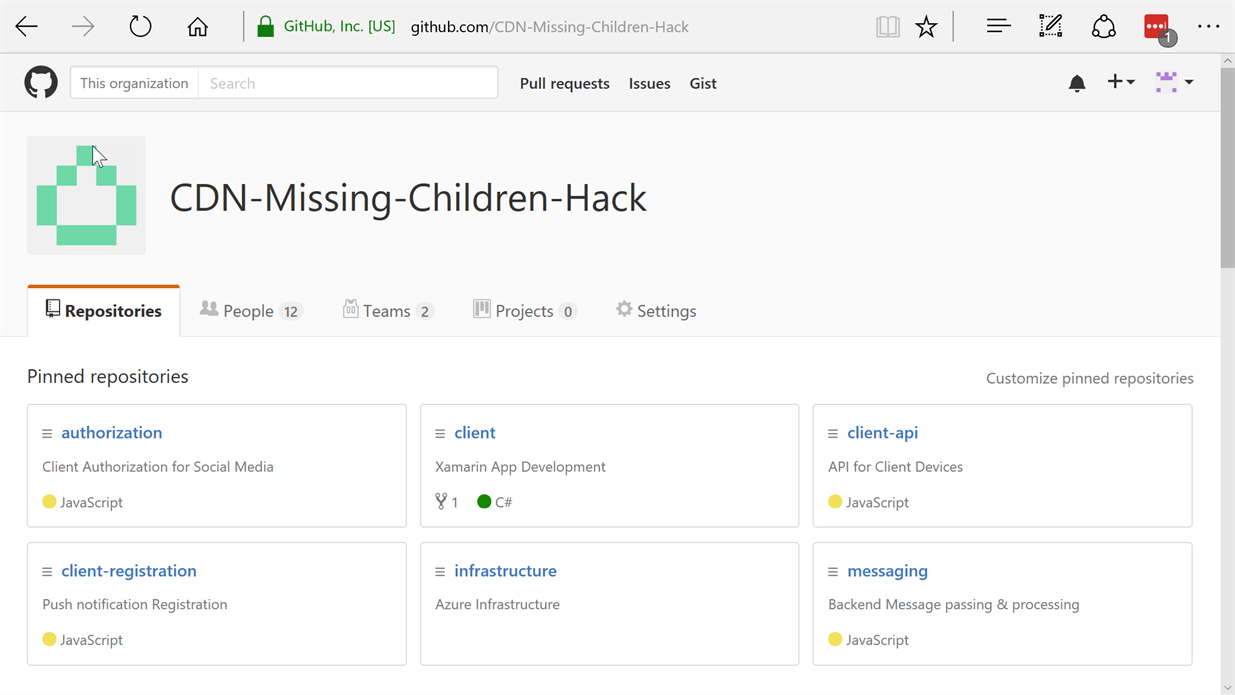 GitHub, Inc. [US] github.com/CDN-Missing-Children-Hack
1
This organization Search Pull requests Issues Gist
CDN-Missing-Children-Hack
Repositories People 12 Teams 2 Projects 0 Settings
Pinned repositories Customize pinned repositories
authorization
Client Authorization for Social Media
JavaScript
client
Xamarin App Development
1 C#
client-api
API for Client Devices
JavaScript
client-registration
Push notification Registration
JavaScript
infrastructure
Azure Infrastructure
messaging
Backend Message passing & processing
JavaScript